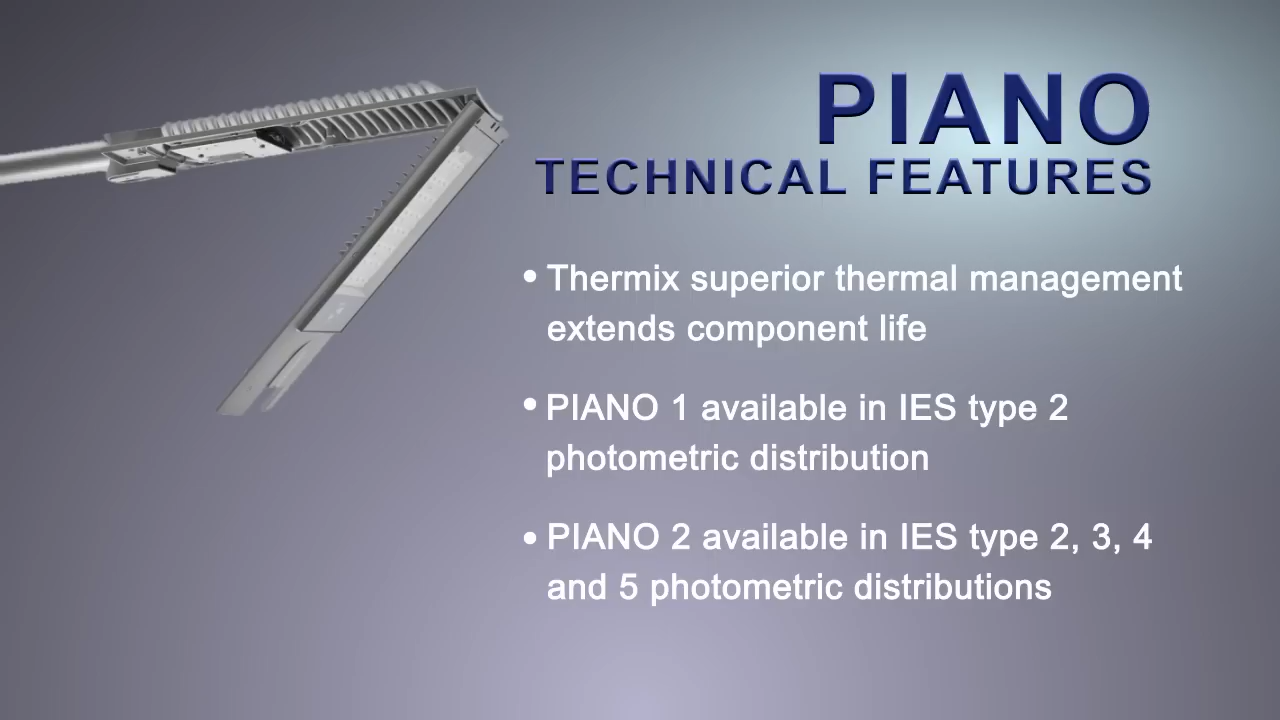 PIANO
TECHNICAL FEATURES
• Thermix superior thermal management
extends component life
• PIANO 1 available in IES type 2
photometric distribution
• PIANO 2 available in IES type 2, 3, 4
and 5 photometric distributions